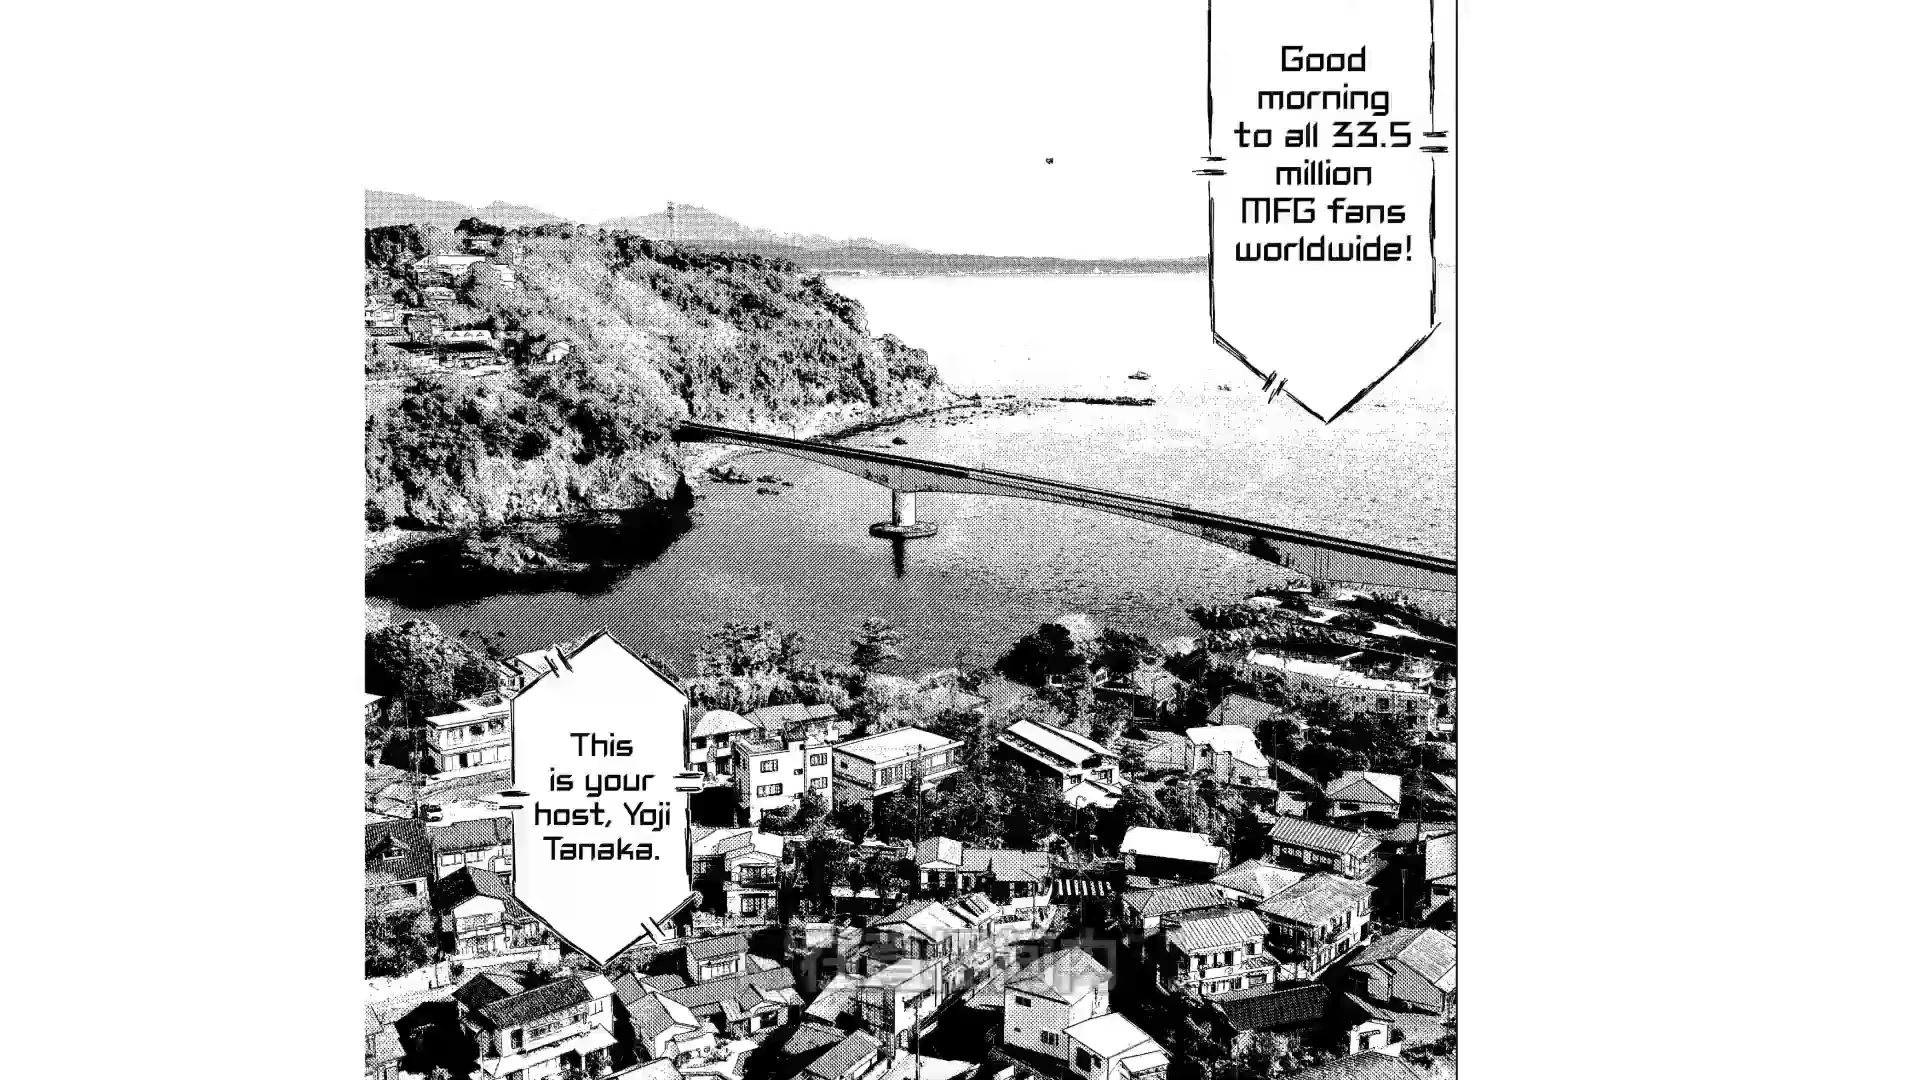 Good
morning
to all 33.5
million
MFG fans
worldwide!
This
is your
host, Yoji
Tanaka.